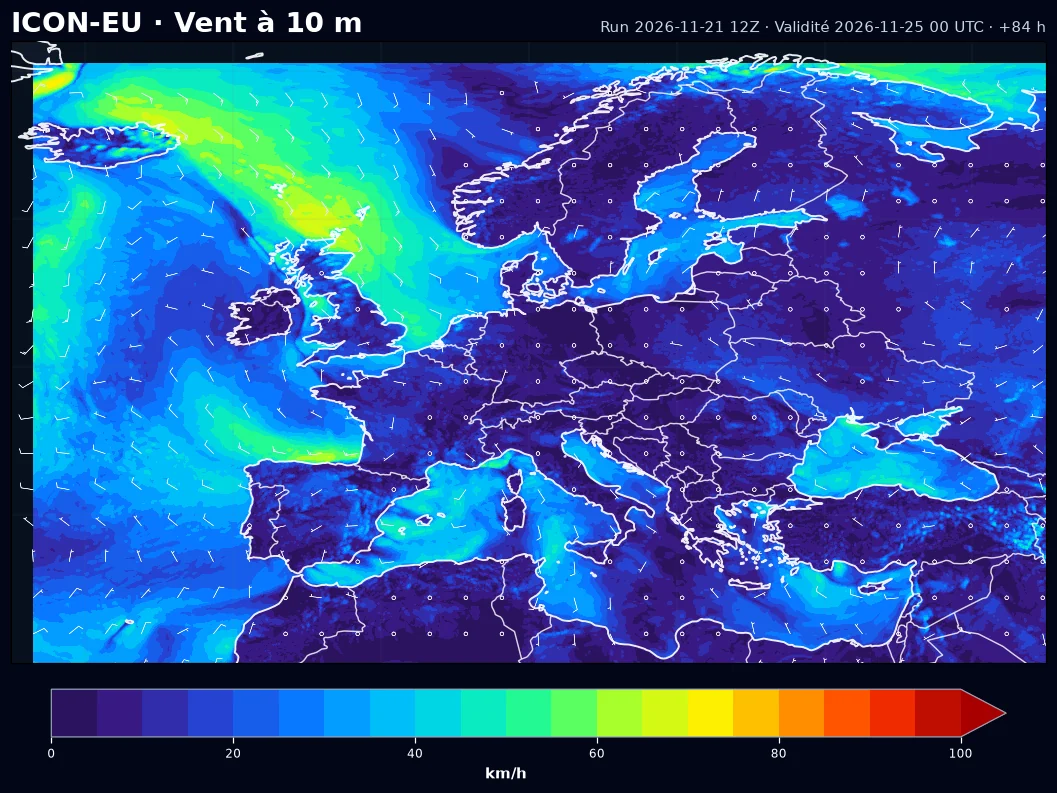 ICON-EU · Vent à 10 m
Run 2026-11-21 12Z · Validité 2026-11-25 00 UTC · +84 h
0 20 40 60 80 100
km/h